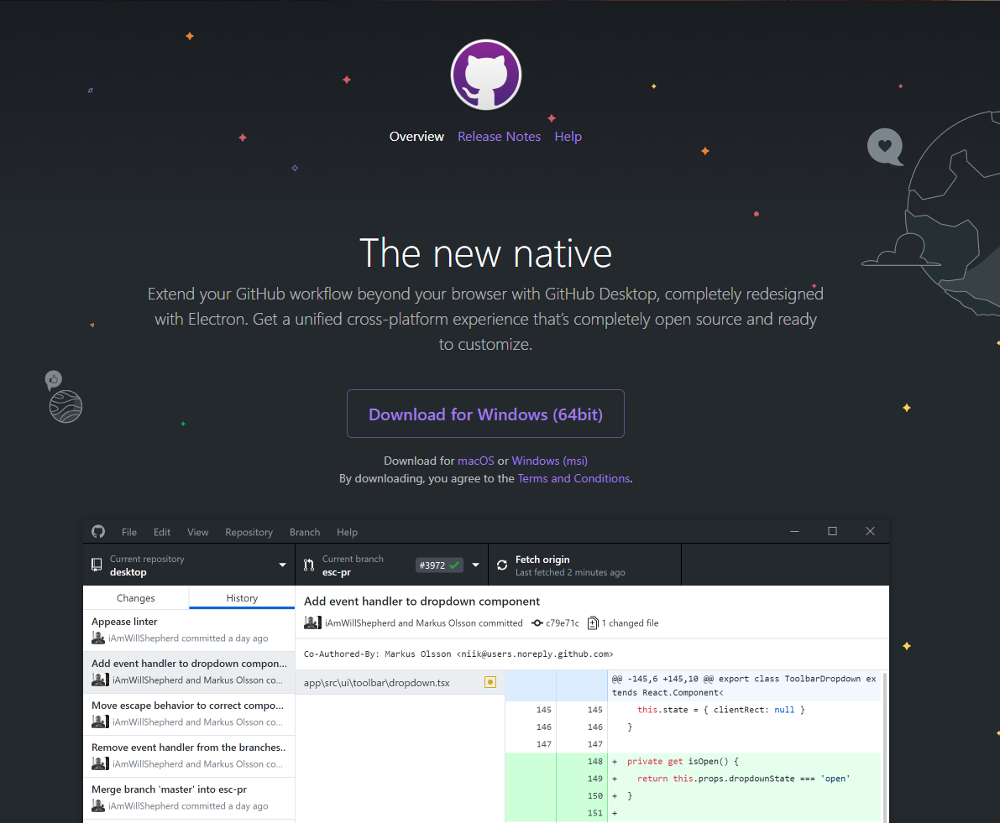 Overview Release Notes Help
The new native
Extend your GitHub workflow beyond your browser with GitHub Desktop, completely redesigned
with Electron. Get a unified cross-platform experience that's completely open source and ready
to customize.
Download for Windows (64bit)
Download for macOS or Windows (msi)
By downloading, you agree to the Terms and Conditions.
File Edit View Repository Branch Help
Current repository
desktop
Current branch
esc-pr
#3972
Fetch origin
Last fetched 2 minutes ago
Changes History
Appease linter
iAmWillShepherd committed a day ago
Add event handler to dropdown compon...
iAmWillShepherd and Markus Olsson co...
Move escape behavior to correct compo...
iAmWillShepherd and Markus Olsson co...
Remove event handler from the branches..
iAmWillShepherd and Markus Olsson co...
Merge branch 'master' into esc-pr
iAmWillShepherd committed a day ago
Add event handler to dropdown component
iAmWillShepherd and Markus Olsson committed c79e71c 1 changed file
Co-Authored-By: Markus Olsson <niik@users.noreply.github.com>
app\src\ui\toolbar\dropdown.tsx
@@ -145,6 +145,10 @@ export class ToolbarDropdown ex
tends React.Component<
145 145 this.state = { clientRect: null }
146 146 }
147 147
148 + private get isOpen() {
149 + return this.props.dropdownState === 'open'
150 + }
151 +